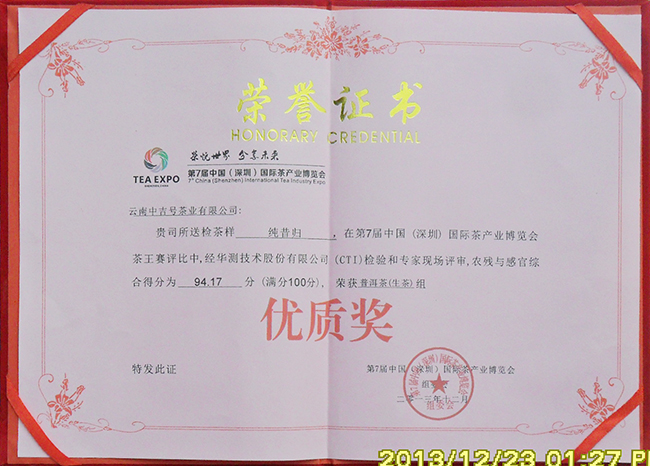 荣誉证书
HONORARY CREDENTIAL
茶悦世界 分享未来
TEA EXPO
第7届中国（深圳）国际茶产业博览会
7th China (Shenzhen) International Tea Industry Expo
云南中吉号茶业有限公司：
贵司所送检茶样 纯昔归 ，在第7届中国（深圳）国际茶产业博览会
茶王赛评比中，经华测技术股份有限公司（CTI）检验和专家现场评审，农残与感官综
合得分为 94.17 分（满分100分），荣获普洱茶（生茶）组
优质奖
特发此证
第7届中国（深圳）国际茶产业博览会
组委会
二〇一三年十二月
2013/12/23 01:27 P